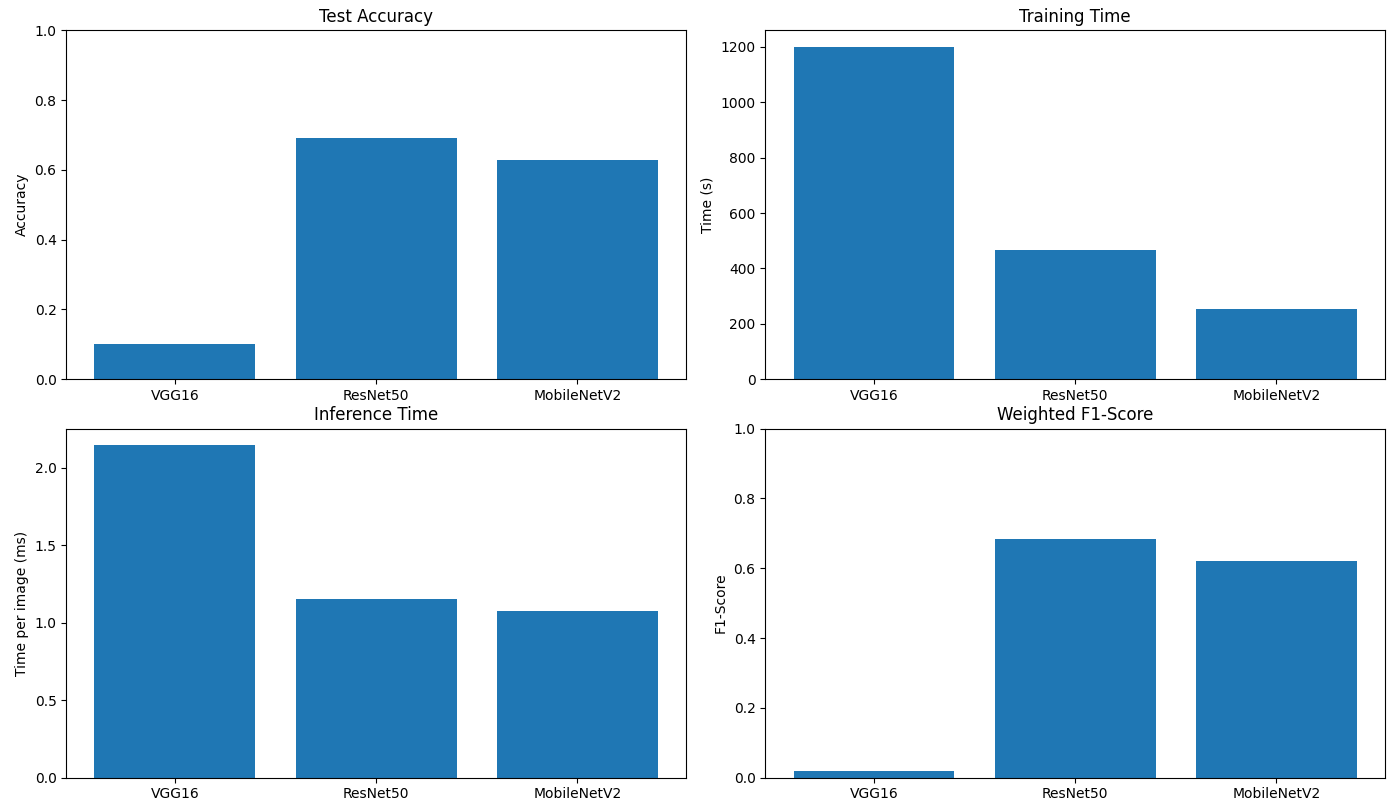 Test Accuracy
Accuracy
1.0
0.8
0.6
0.4
0.2
0.0
VGG16 ResNet50 MobileNetV2
Training Time
Time (s)
1200
1000
800
600
400
200
0
VGG16 ResNet50 MobileNetV2
Inference Time
Time per image (ms)
2.0
1.5
1.0
0.5
0.0
VGG16 ResNet50 MobileNetV2
Weighted F1-Score
F1-Score
1.0
0.8
0.6
0.4
0.2
0.0
VGG16 ResNet50 MobileNetV2